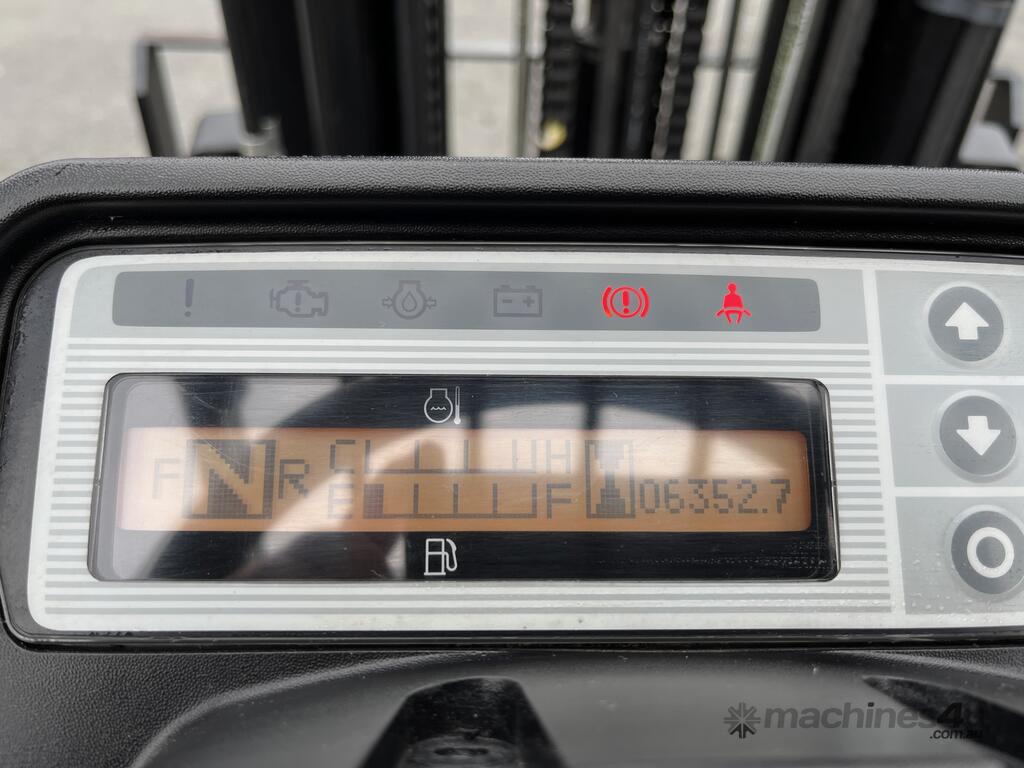 F N R C H 06352.7
E F
machines4u
.com.au